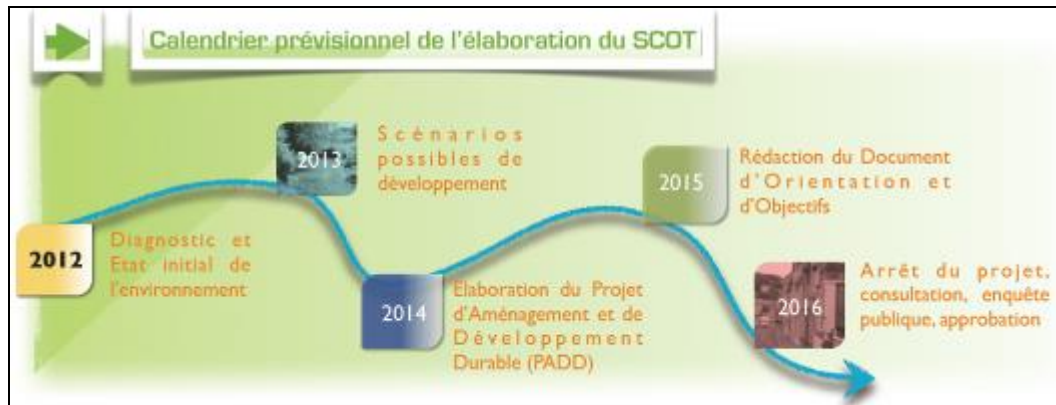 Calendrier prévisionnel de l'élaboration du SCOT
2012
Diagnostic et
Etat initial de
l'environnement
2013
Scénarios
possibles de
développement
2014
Elaboration du Projet
d'Aménagement et de
Développement
Durable (PADD)
2015
Rédaction du Document
d'Orientation et
d'Objectifs
2016
Arrêt du projet,
consultation, enquête
publique, approbation